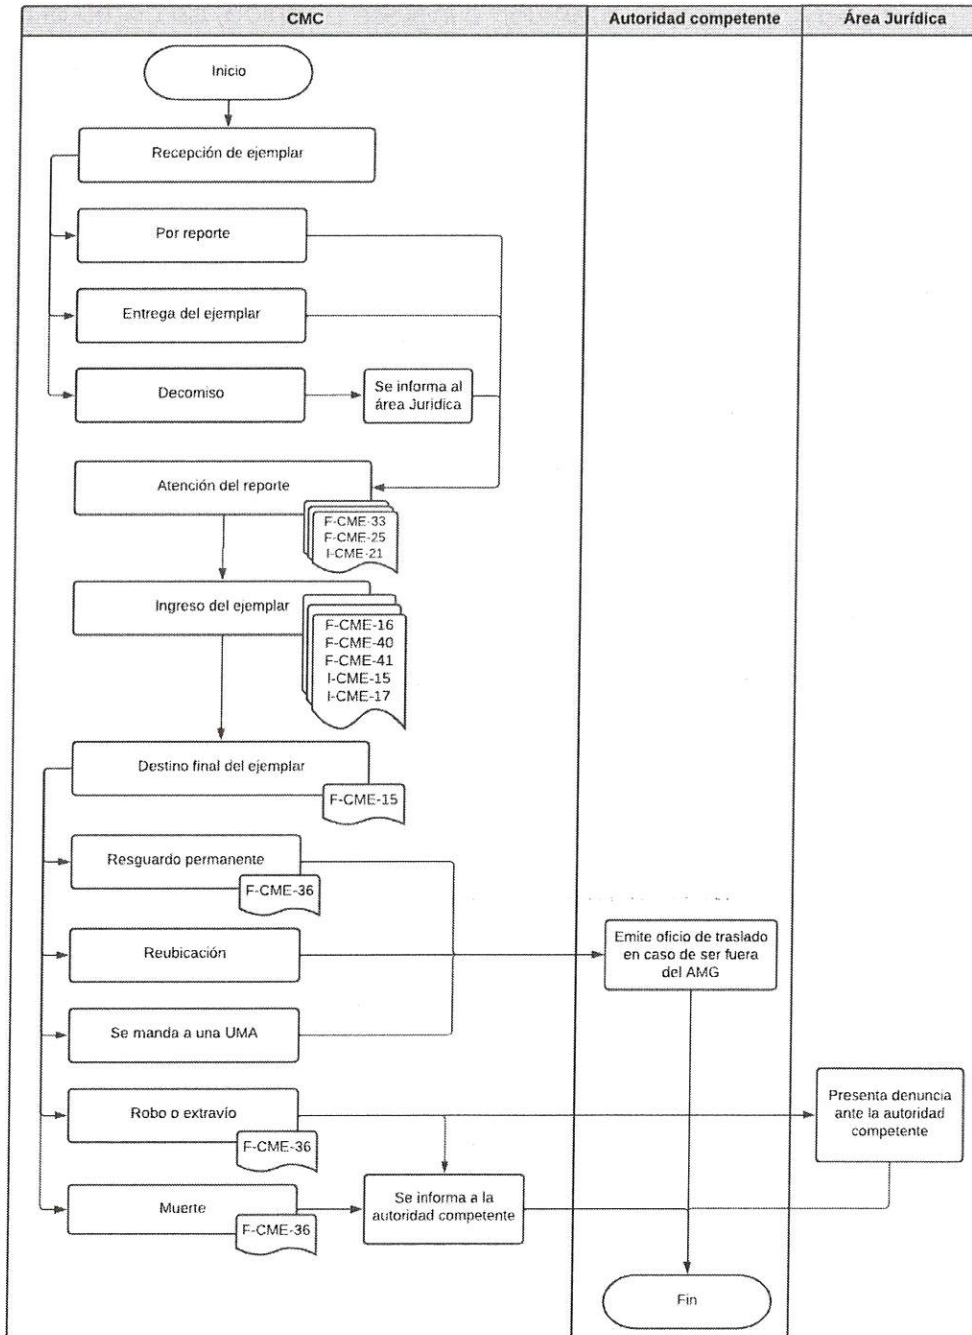 CMC
Autoridad competente
Área Jurídica
Inicio
Recepción de ejemplar
Por reporte
Entrega del ejemplar
Decomiso
Se informa al
área Juridica
Atención del reporte
F-CME-33
F-CME-25
I-CME-21
Ingreso del ejemplar
F-CME-16
F-CME-40
F-CME-41
I-CME-15
I-CME-17
Destino final del ejemplar
F-CME-15
Resguardo permanente
F-CME-36
Reubicación
Emite oficio de traslado
en caso de ser fuera
del AMG
Se manda a una UMA
Robo o extravío
F-CME-36
Presenta denuncia
ante la autoridad
competente
Muerte
F-CME-36
Se informa a la
autoridad competente
Fin